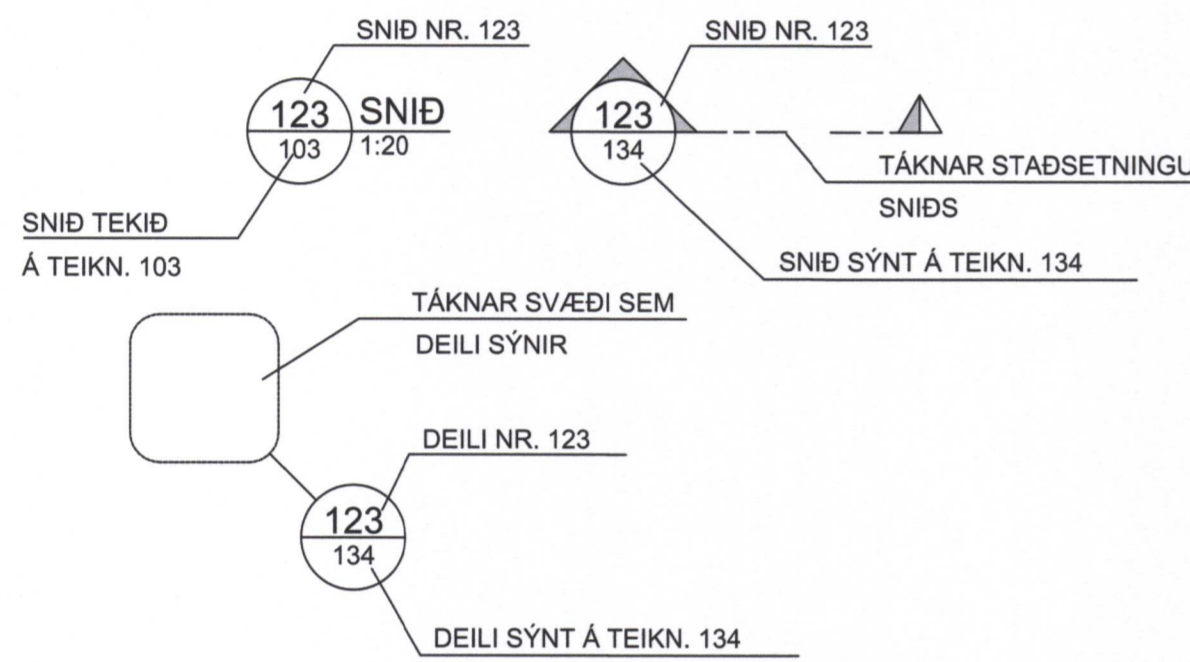 SNIÐ NR. 123
123
103
SNIÐ
1:20
SNIÐ TEKIÐ
Á TEIKN. 103
SNIÐ NR. 123
123
134
TÁKNAR STAÐSETNINGU
SNIÐS
SNIÐ SÝNT Á TEIKN. 134
TÁKNAR SVÆÐI SEM
DEILI SÝNIR
DEILI NR. 123
123
134
DEILI SÝNT Á TEIKN. 134